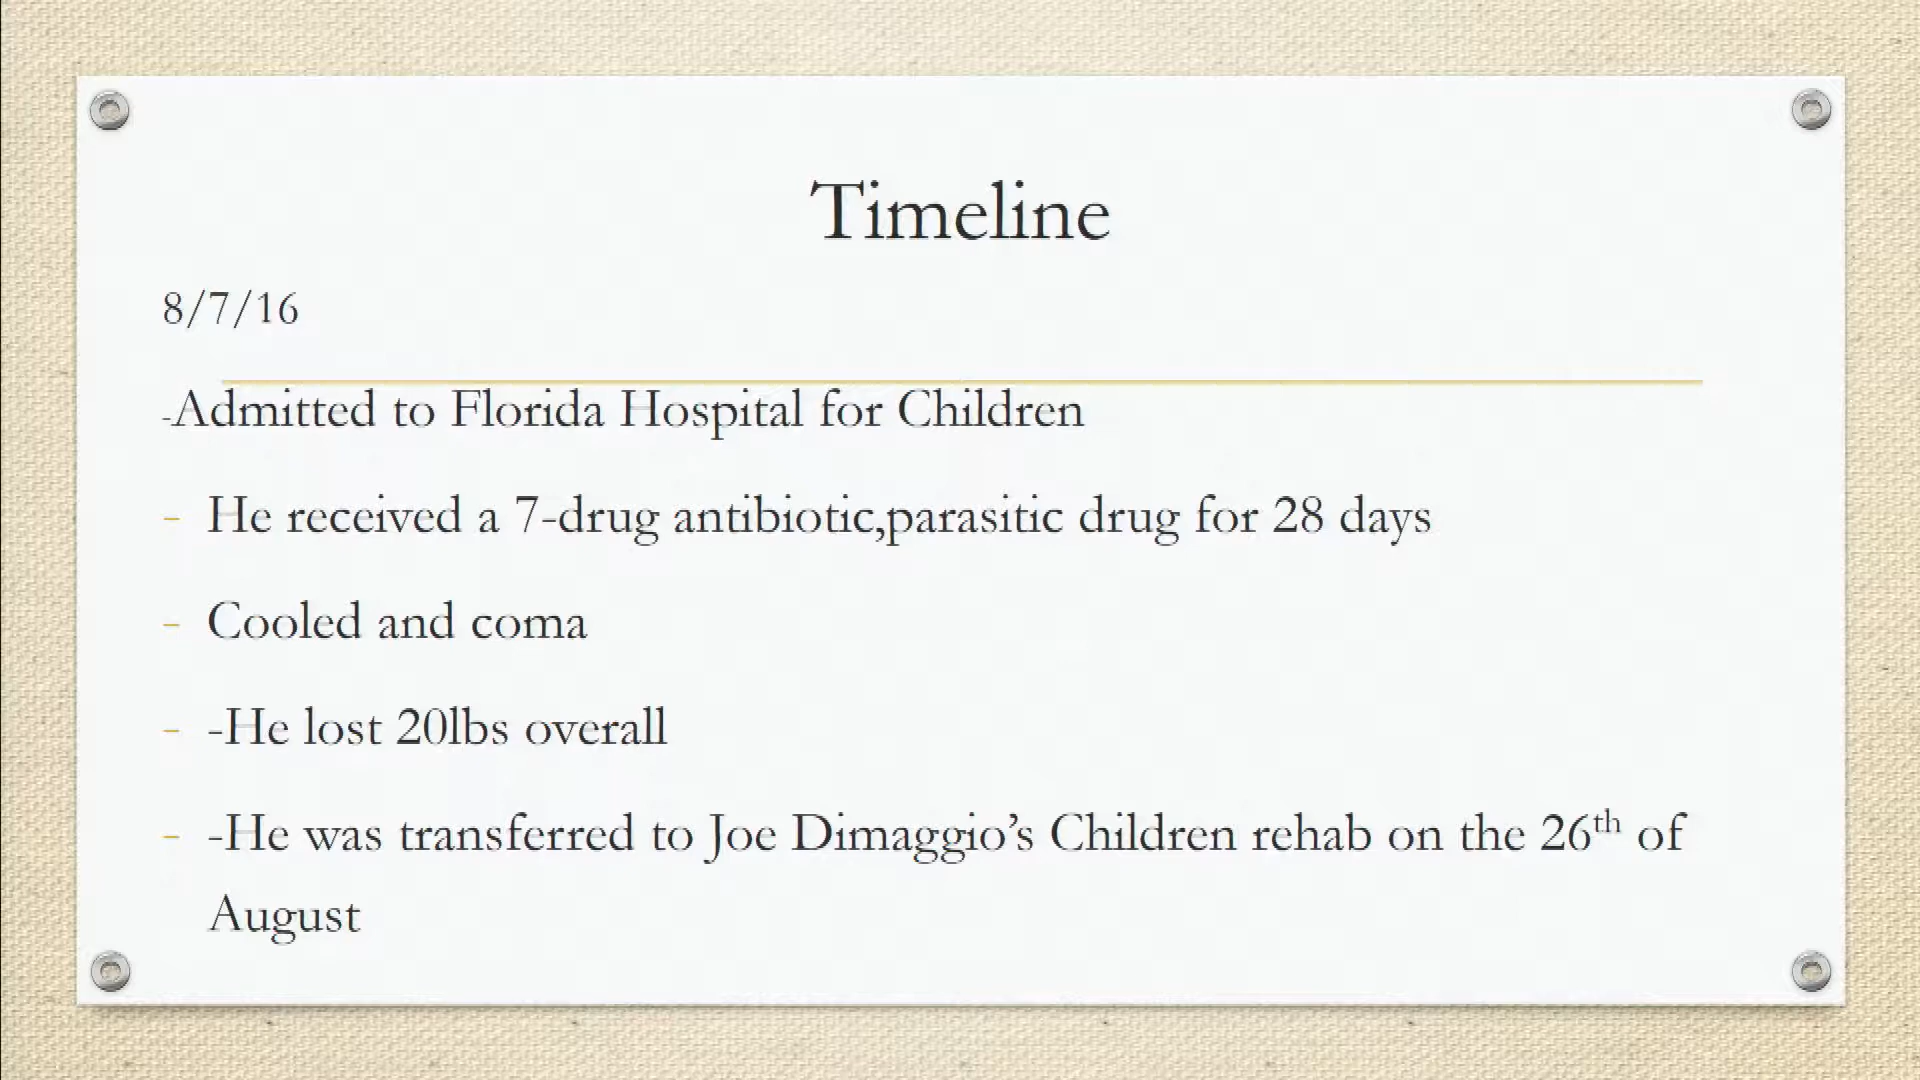 Timeline
8/7/16
-Admitted to Florida Hospital for Children
- He received a 7-drug antibiotic,parasitic drug for 28 days
- Cooled and coma
- -He lost 20lbs overall
- -He was transferred to Joe Dimaggio’s Children rehab on the 26th of
August